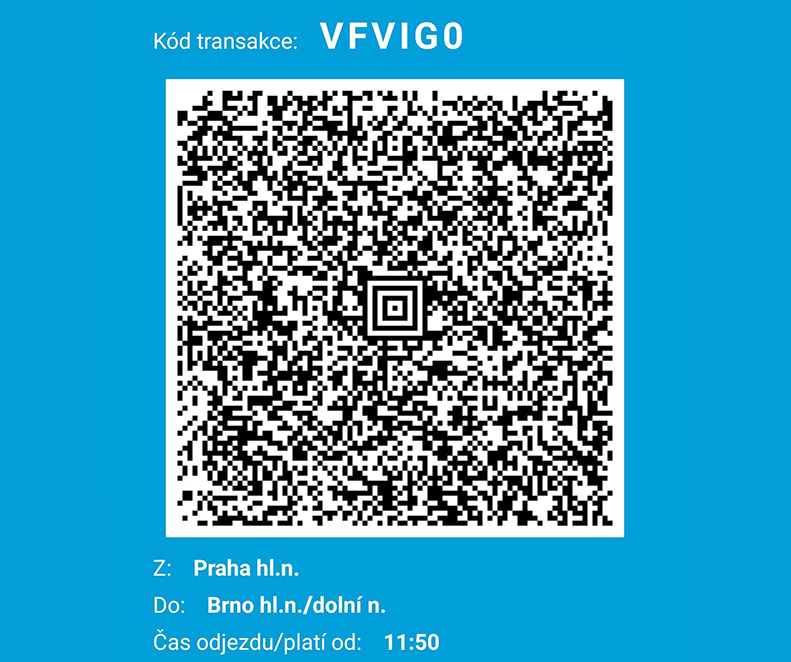 Kód transakce: VFVIG0
Z: Praha hl.n.
Do: Brno hl.n./dolní n.
Čas odjezdu/platí od: 11:50